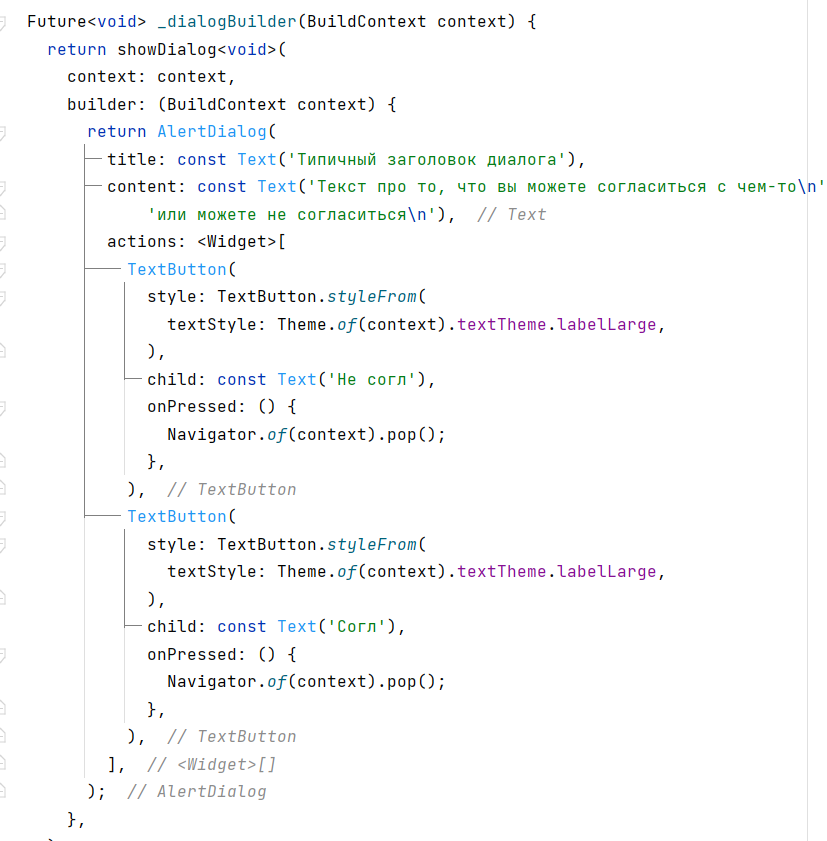 Future<void> _dialogBuilder(BuildContext context) {
  return showDialog<void>(
    context: context,
    builder: (BuildContext context) {
      return AlertDialog(
        title: const Text('Типичный заголовок диалога'),
        content: const Text('Текст про то, что вы можете согласиться с чем-то\n'
            'или можете не согласиться\n'),  // Text
        actions: <Widget>[
          TextButton(
            style: TextButton.styleFrom(
              textStyle: Theme.of(context).textTheme.labelLarge,
            ),
            child: const Text('Не согл'),
            onPressed: () {
              Navigator.of(context).pop();
            },
          ),  // TextButton
          TextButton(
            style: TextButton.styleFrom(
              textStyle: Theme.of(context).textTheme.labelLarge,
            ),
            child: const Text('Согл'),
            onPressed: () {
              Navigator.of(context).pop();
            },
          ),  // TextButton
        ],  // <Widget>[]
      );  // AlertDialog
    },